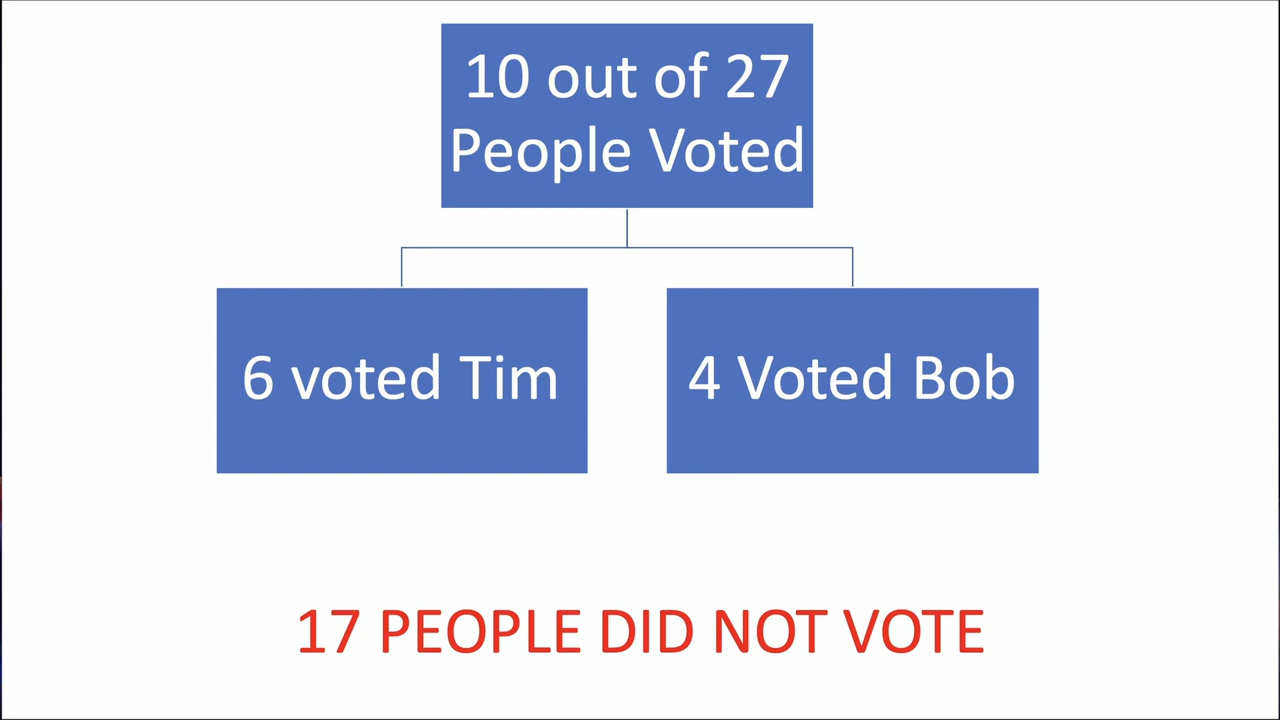 10 out of 27
People Voted
6 voted Tim
4 Voted Bob
17 PEOPLE DID NOT VOTE